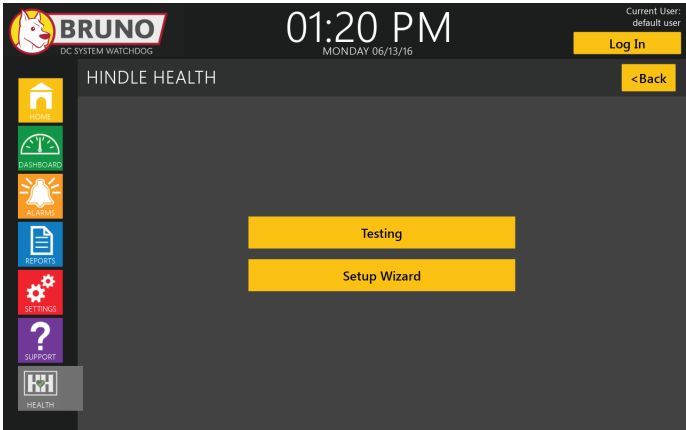 BRUNO
DC SYSTEM WATCHDOG
01:20 PM
MONDAY 06/13/16
Current User:
default user
Log In
HINDLE HEALTH
<Back
HOME
DASHBOARD
ALARMS
REPORTS
SETTINGS
?
SUPPORT
HH
HEALTH
Testing
Setup Wizard